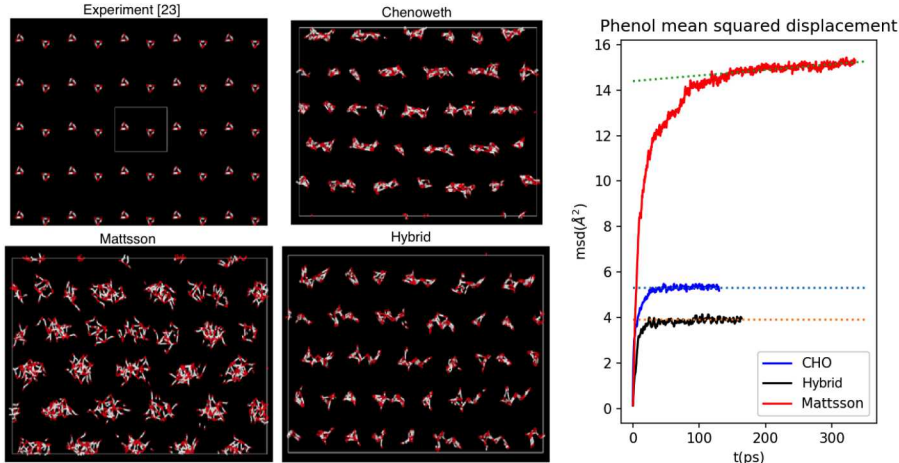 Experiment [23]
Chenoweth
Mattsson
Hybrid
Phenol mean squared displacement
16
14
12
10
8
6
4
2
0
msd(Å²)
CHO
Hybrid
Mattsson
0
100
200
300
t(ps)